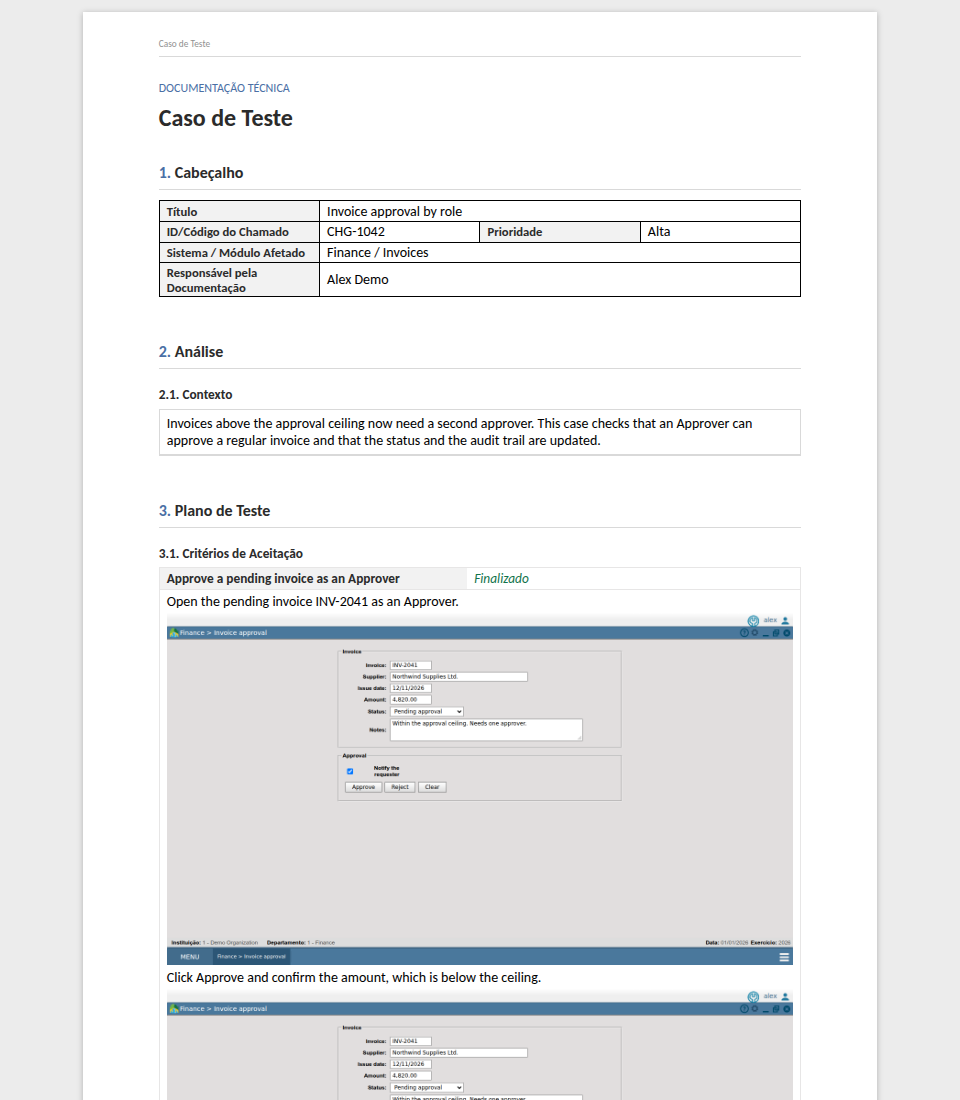 Caso de Teste
DOCUMENTAÇÃO TÉCNICA
Caso de Teste
1. Cabeçalho
Título
Invoice approval by role
ID/Código do Chamado
CHG-1042
Prioridade
Alta
Sistema / Módulo Afetado
Finance / Invoices
Responsável pela
Documentação
Alex Demo
2. Análise
2.1. Contexto
Invoices above the approval ceiling now need a second approver. This case checks that an Approver can
approve a regular invoice and that the status and the audit trail are updated.
3. Plano de Teste
3.1. Critérios de Aceitação
Approve a pending invoice as an Approver
Finalizado
Open the pending invoice INV-2041 as an Approver.
alex
Finance > Invoice approval
Invoice
Invoice: INV-2041
Supplier: Northwind Supplies Ltd.
Issue date: 12/11/2026
Amount: 4,820.00
Status: Pending approval
Notes: Within the approval ceiling. Needs one approver.
Approval
Notify the
requester
Approve Reject Clear
Instituição: 1 - Demo Organization Departamento: 1 - Finance Data: 01/01/2026 Exercício: 2026
MENU Finance > Invoice approval
Click Approve and confirm the amount, which is below the ceiling.
alex
Finance > Invoice approval
Invoice
Invoice: INV-2041
Supplier: Northwind Supplies Ltd.
Issue date: 12/11/2026
Amount: 4,820.00
Status: Pending approval
Within the approval ceiling. Needs one approver.